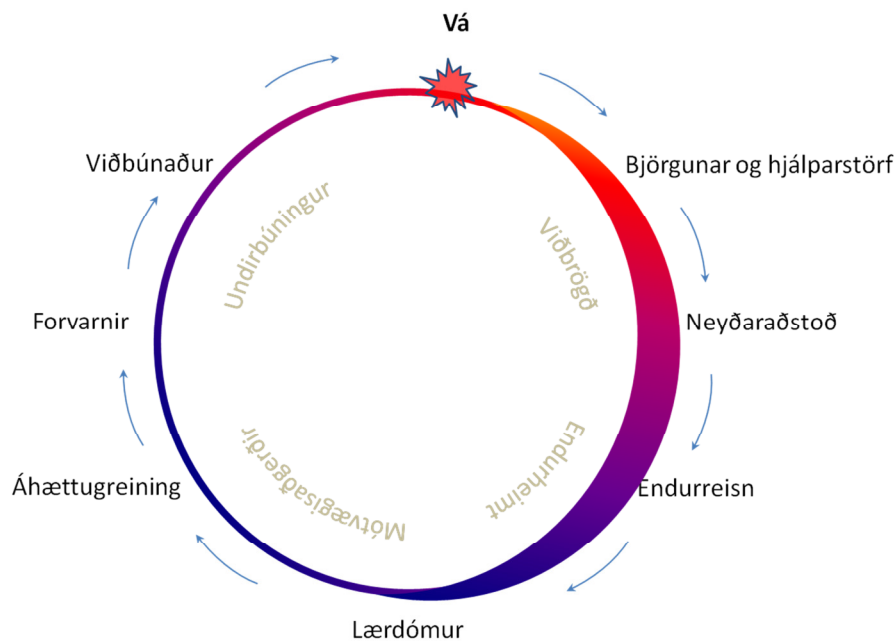 Vá
Björgunar og hjálparstörf
Neyðaraðstoð
Endurreisn
Lærdómur
Áhættugreining
Forvarnir
Viðbúnaður
Viðbrögð
Endurheimt
Mótvægisaðgerðir
Undirbúningur